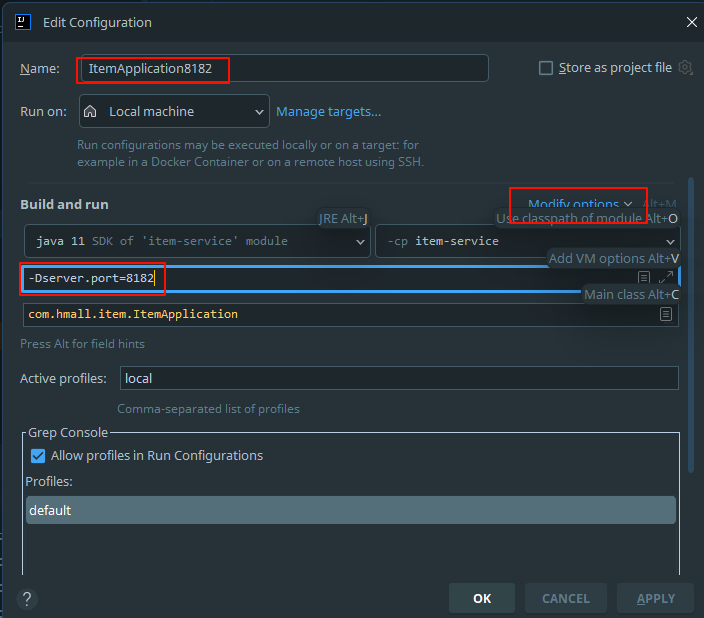 Edit Configuration
Name: ItemApplication8182 Store as project file
Run on: Local machine Manage targets...
Run configurations may be executed locally or on a target: for
example in a Docker Container or on a remote host using SSH.
Build and run Modify options Alt+M
JRE Alt+J Use classpath of module Alt+O
java 11 SDK of 'item-service' module -cp item-service
Add VM options Alt+V
-Dserver.port=8182
Main class Alt+C
com.hmall.item.ItemApplication
Press Alt for field hints
Active profiles: local
Comma-separated list of profiles
Grep Console
Allow profiles in Run Configurations
Profiles:
default
? OK CANCEL APPLY